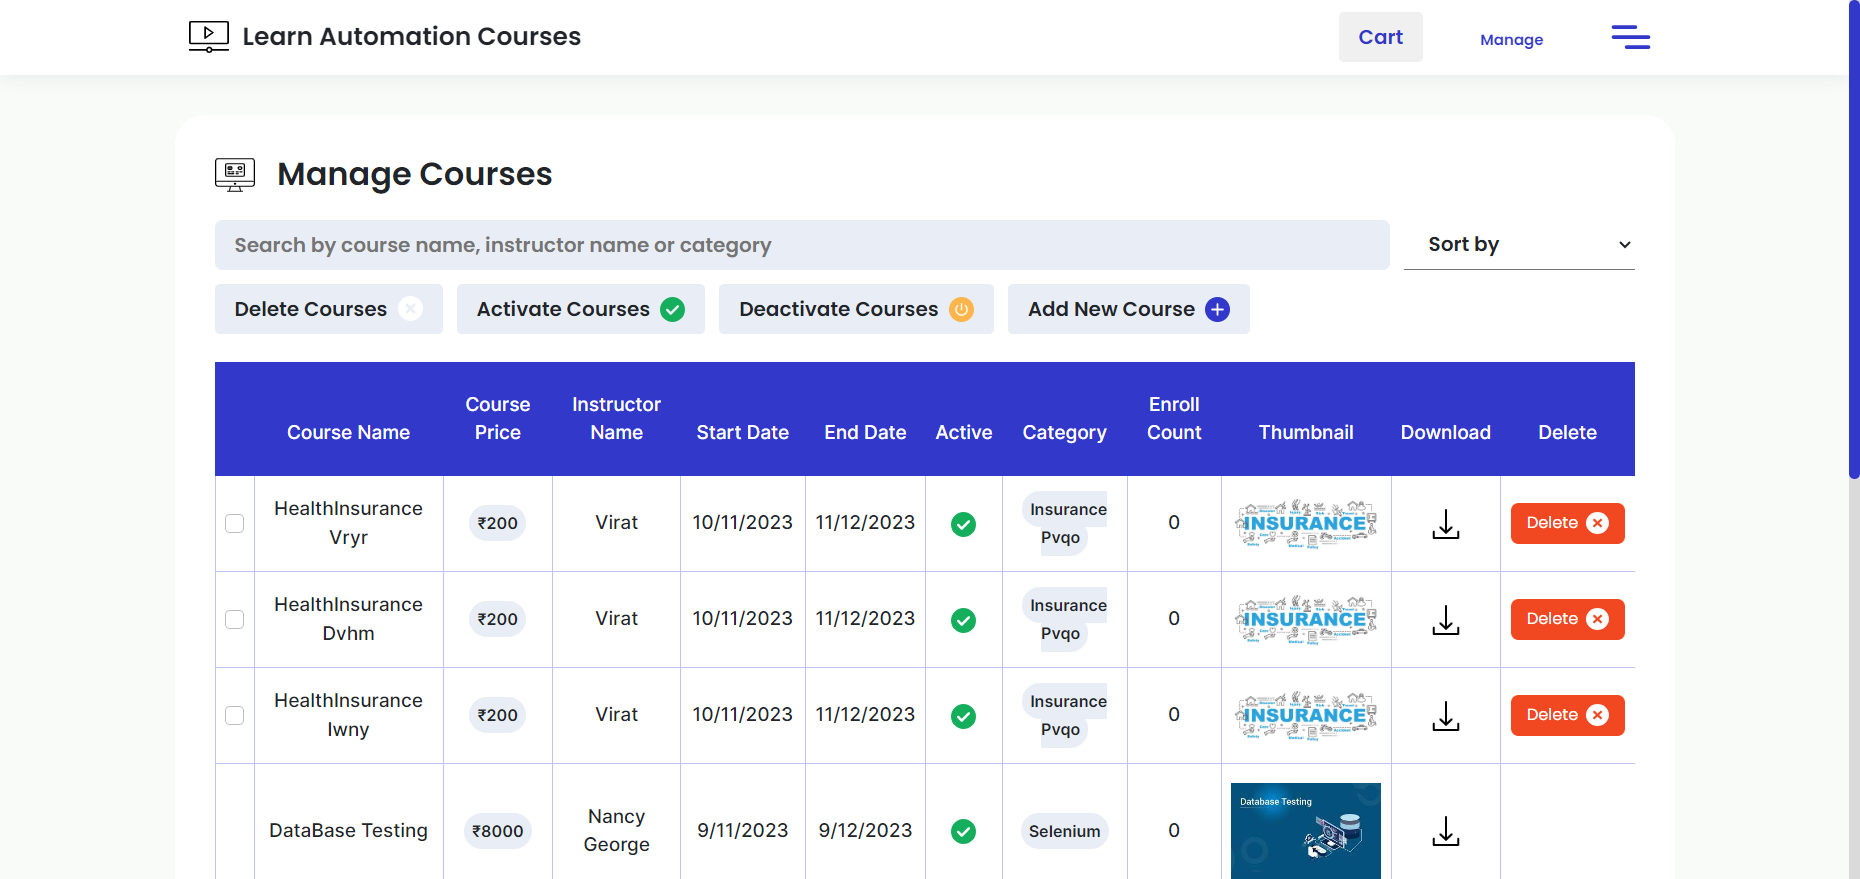 Learn Automation Courses
Cart
Manage
Manage Courses
Search by course name, instructor name or category
Sort by
Delete Courses
Activate Courses
Deactivate Courses
Add New Course
Course Name
Course
Price
Instructor
Name
Start Date
End Date
Active
Category
Enroll
Count
Thumbnail
Download
Delete
HealthInsurance
Vryr
₹200
Virat
10/11/2023
11/12/2023
Insurance
Pvqo
0
INSURANCE
Delete
HealthInsurance
Dvhm
₹200
Virat
10/11/2023
11/12/2023
Insurance
Pvqo
0
INSURANCE
Delete
HealthInsurance
Iwny
₹200
Virat
10/11/2023
11/12/2023
Insurance
Pvqo
0
INSURANCE
Delete
DataBase Testing
₹8000
Nancy
George
9/11/2023
9/12/2023
Selenium
0
Database Testing